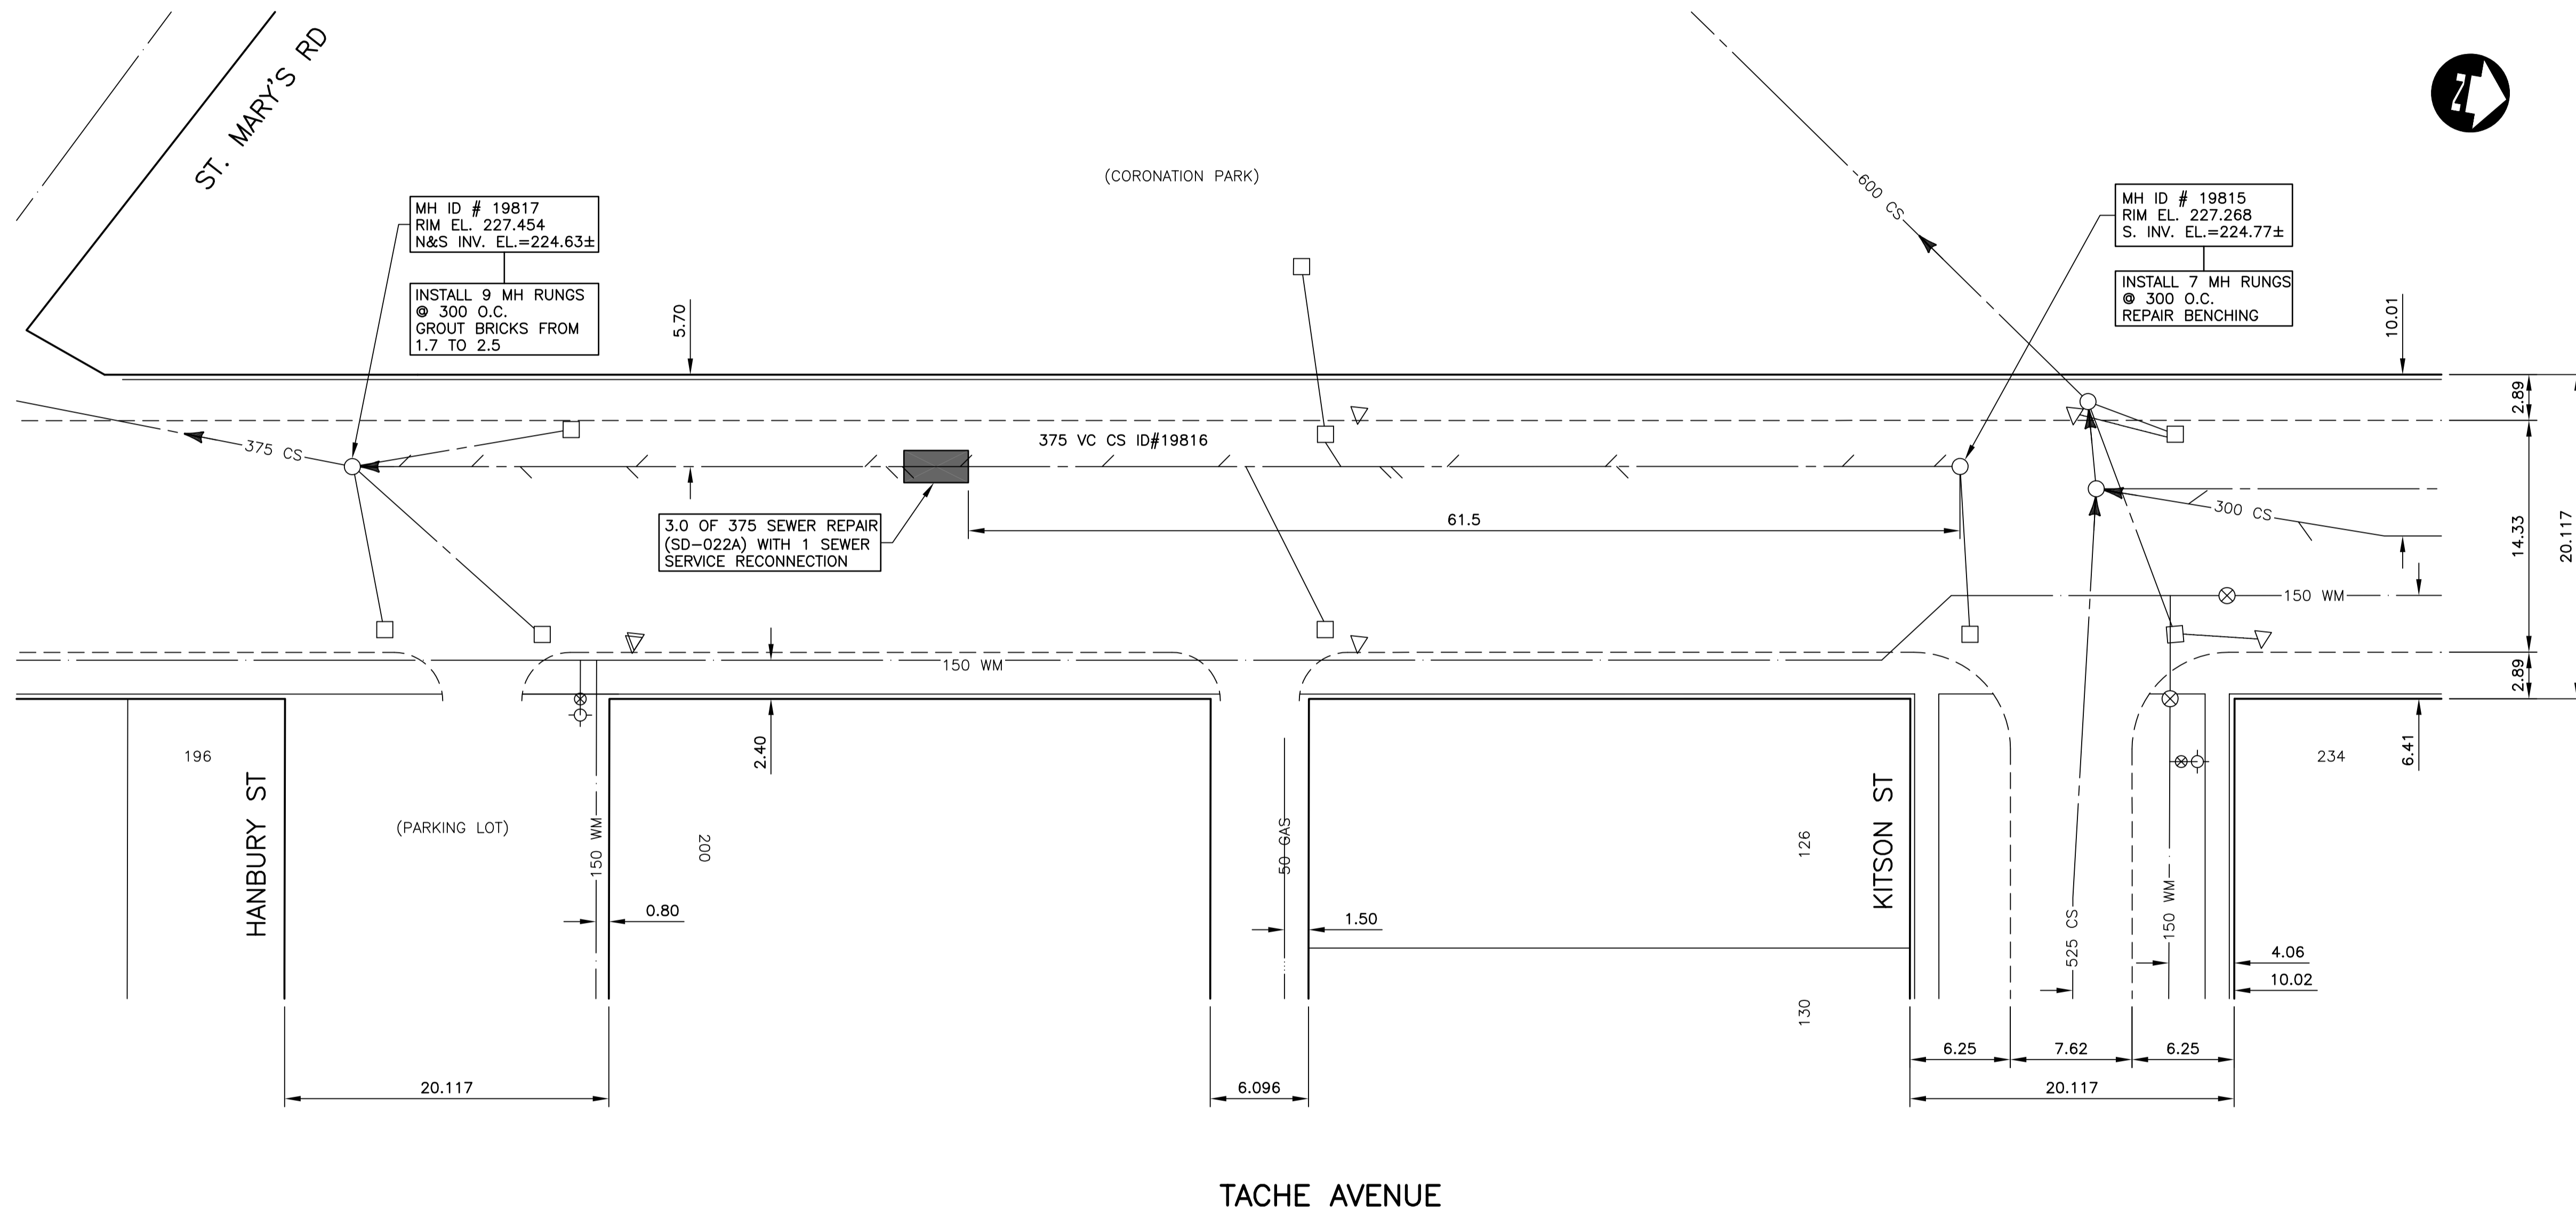 ST. MARY'S RD
Z
(CORONATION PARK)
600 CS
MH ID # 19817
RIM EL. 227.454
N&S INV. EL.=224.63±
INSTALL 9 MH RUNGS
@ 300 O.C.
GROUT BRICKS FROM
1.7 TO 2.5
MH ID # 19815
RIM EL. 227.268
S. INV. EL.=224.77±
INSTALL 7 MH RUNGS
@ 300 O.C.
REPAIR BENCHING
5.70
10.01
2.89
375 CS
375 VC CS ID#19816
3.0 OF 375 SEWER REPAIR
(SD-022A) WITH 1 SEWER
SERVICE RECONNECTION
61.5
300 CS
14.33
20.117
150 WM
150 WM
2.89
2.40
6.41
196
234
HANBURY ST
(PARKING LOT)
150 WM
200
50 GAS
126
KITSON ST
0.80
1.50
525 CS
150 WM
4.06
10.02
130
6.25
7.62
6.25
20.117
6.096
20.117
TACHE AVENUE